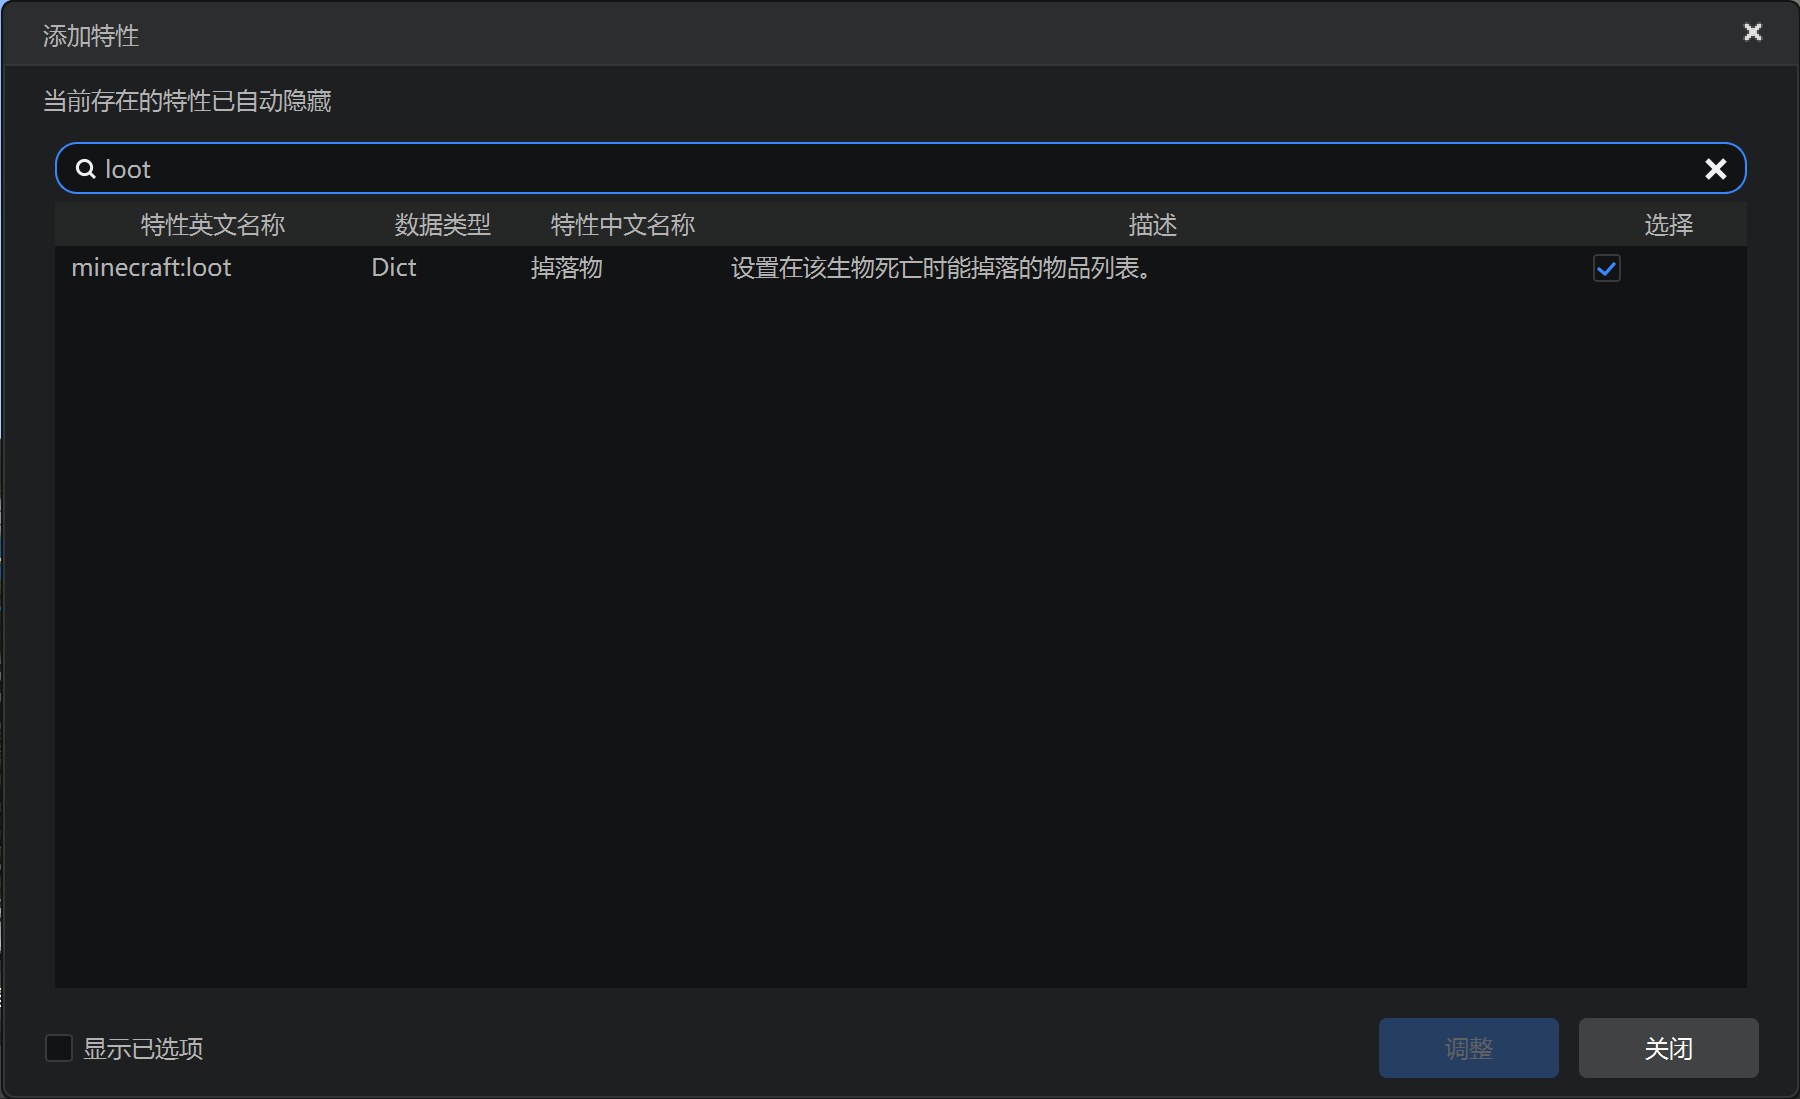 添加特性
当前存在的特性已自动隐藏
loot
特性英文名称 数据类型 特性中文名称 描述 选择
minecraft:loot Dict 掉落物 设置在该生物死亡时能掉落的物品列表。
显示已选项 调整 关闭